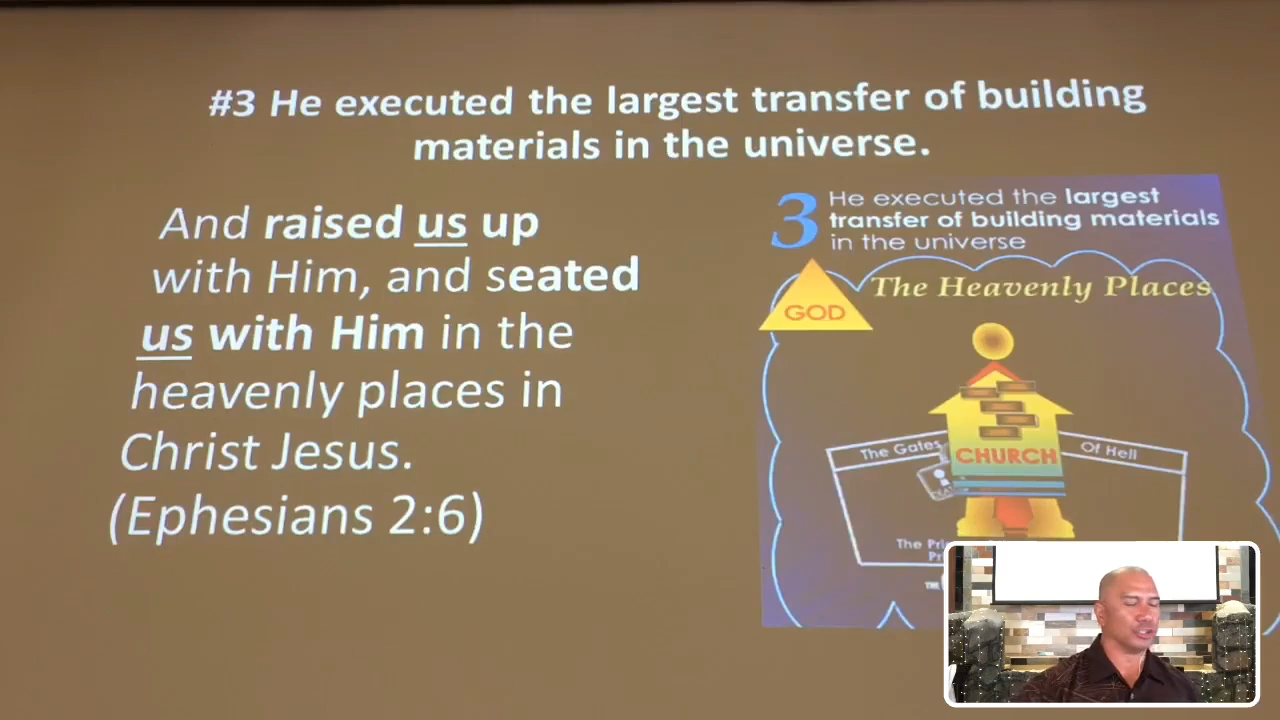 #3 He executed the largest transfer of building
materials in the universe.
And raised us up
with Him, and seated
us with Him in the
heavenly places in
Christ Jesus.
(Ephesians 2:6)
3 He executed the largest
transfer of building materials
in the universe
The Heavenly Places
GOD
The Gates
Of Hell
CHURCH
The